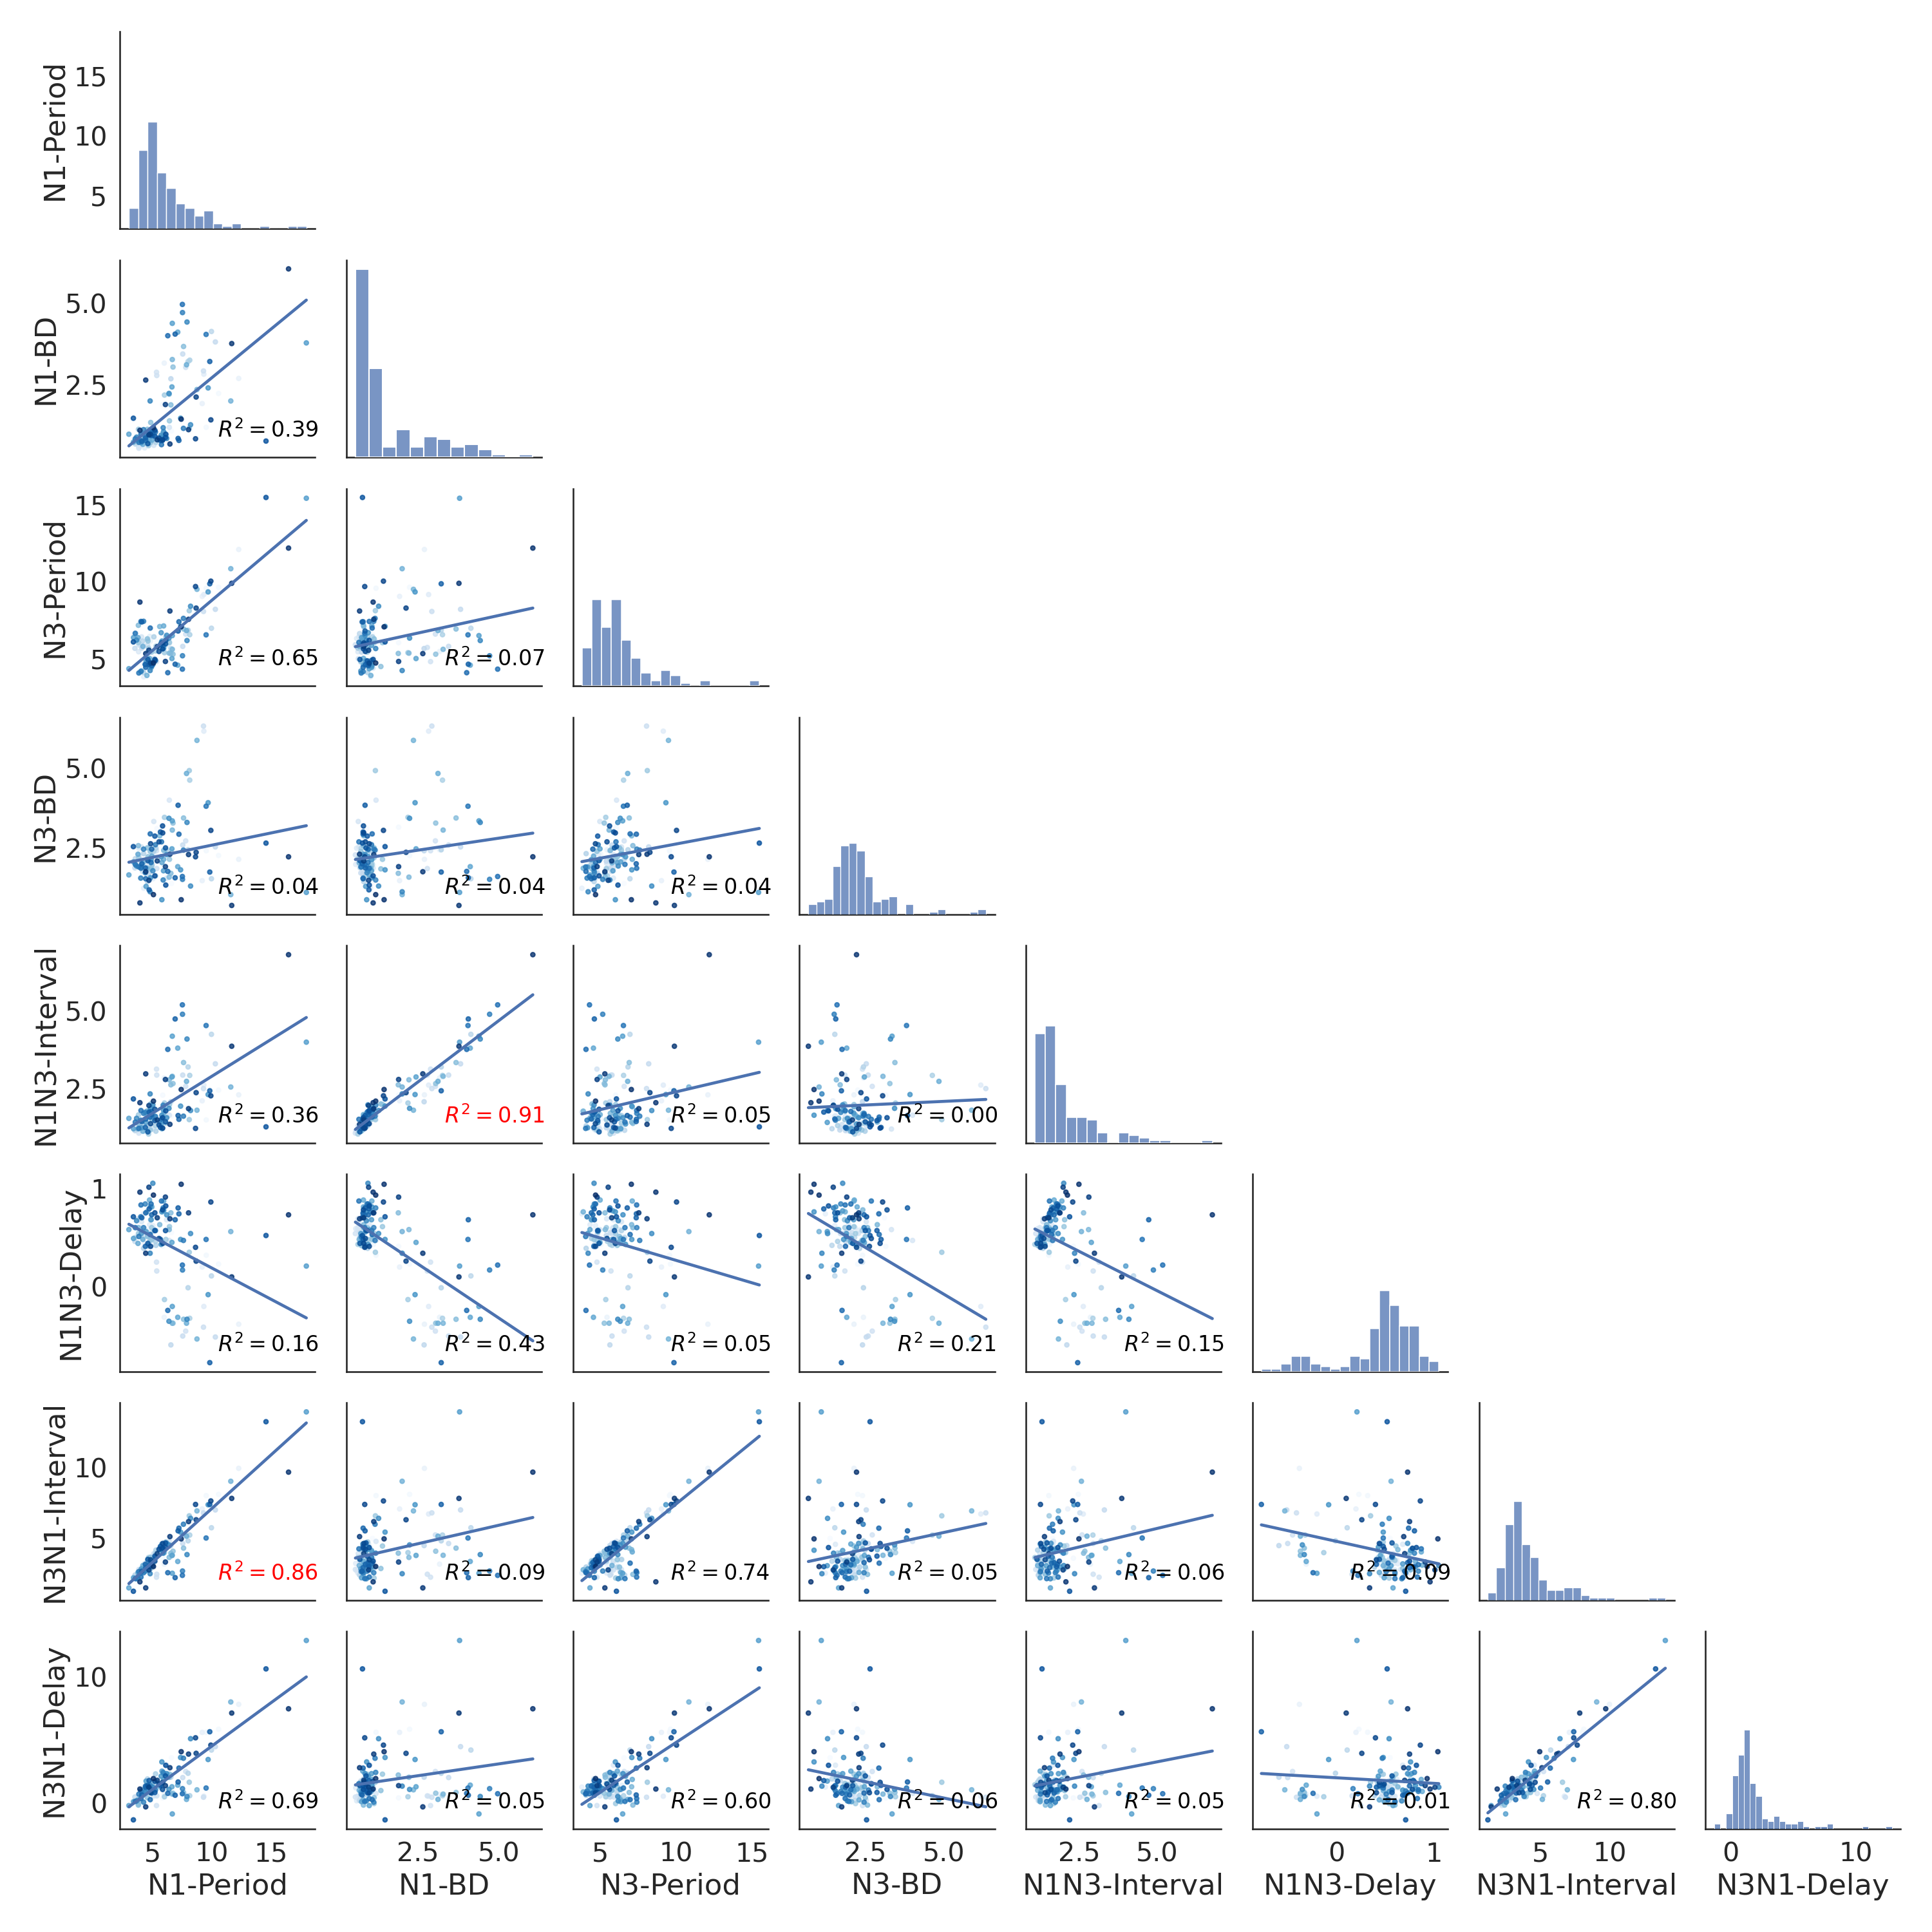 N1-Period
15
10
5
N1-BD
5.0
2.5
R² = 0.39
N3-Period
15
10
5
R² = 0.65
R² = 0.07
N3-BD
5.0
2.5
R² = 0.04
R² = 0.04
R² = 0.04
N1N3-Interval
5.0
2.5
R² = 0.36
R² = 0.91
R² = 0.05
R² = 0.00
N1N3-Delay
1
0
R² = 0.16
R² = 0.43
R² = 0.05
R² = 0.21
R² = 0.15
N3N1-Interval
10
5
R² = 0.86
R² = 0.09
R² = 0.74
R² = 0.05
R² = 0.06
R² = 0.09
N3N1-Delay
10
0
R² = 0.69
R² = 0.05
R² = 0.60
R² = 0.06
R² = 0.05
R² = 0.01
R² = 0.80
5 10 15
2.5 5.0
5 10 15
2.5 5.0
2.5 5.0
0 1
5 10
0 10
N1-Period
N1-BD
N3-Period
N3-BD
N1N3-Interval
N1N3-Delay
N3N1-Interval
N3N1-Delay